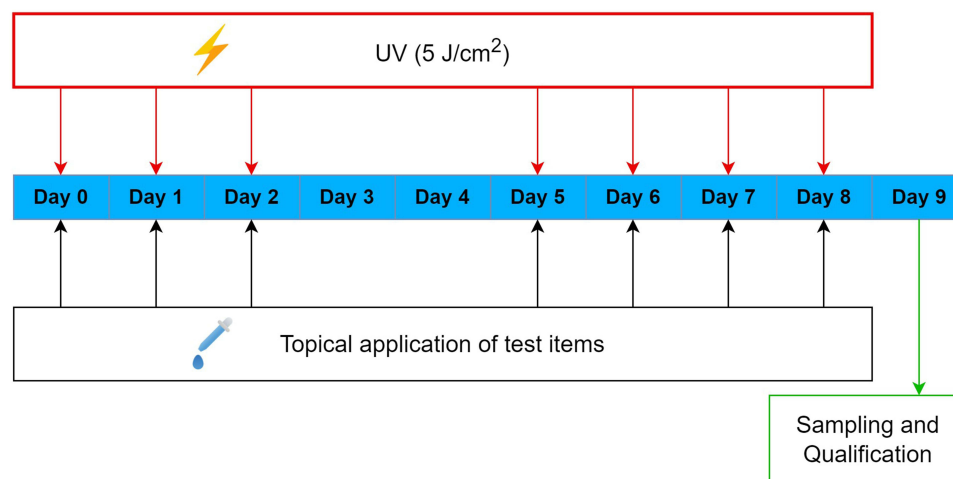 UV (5 J/cm²)
Day 0 Day 1 Day 2 Day 3 Day 4 Day 5 Day 6 Day 7 Day 8 Day 9
Topical application of test items
Sampling and
Qualification